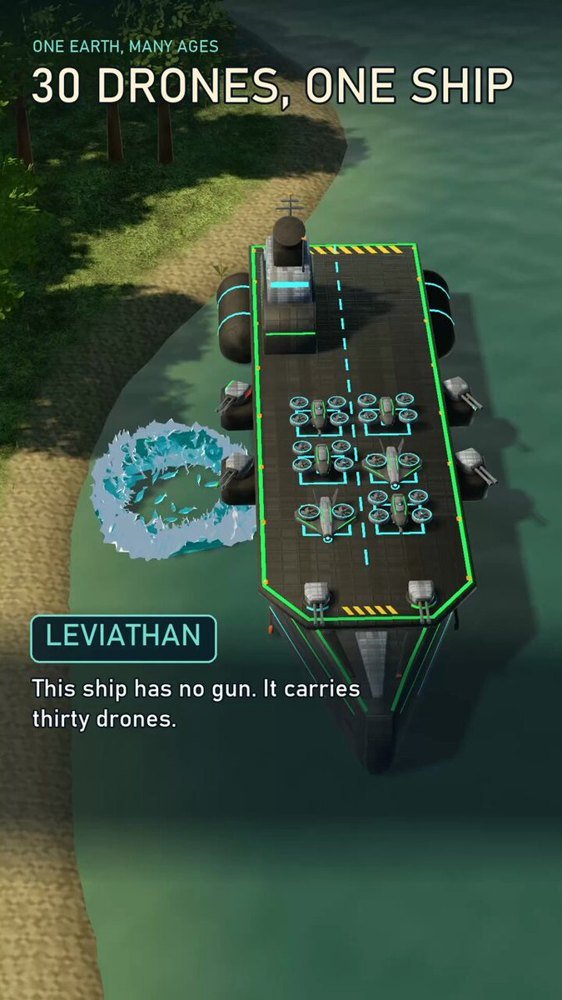 ONE EARTH, MANY AGES
30 DRONES, ONE SHIP
LEVIATHAN
This ship has no gun. It carries
thirty drones.